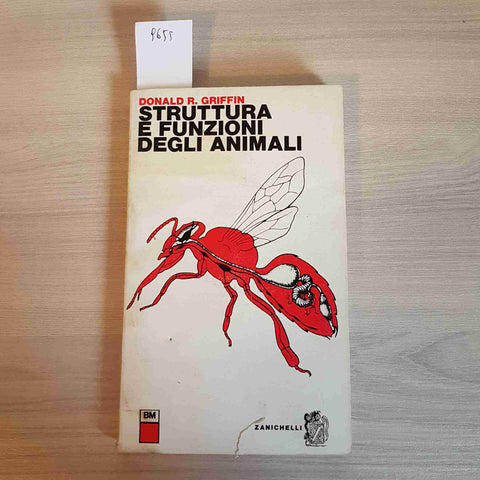 9655
DONALD R. GRIFFIN
STRUTTURA
E FUNZIONI
DEGLI ANIMALI
BM
ZANICHELLI